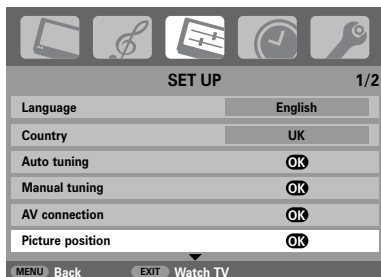 SET UP 1/2
Language English
Country UK
Auto tuning OK
Manual tuning OK
AV connection OK
Picture position OK
MENU Back EXIT Watch TV